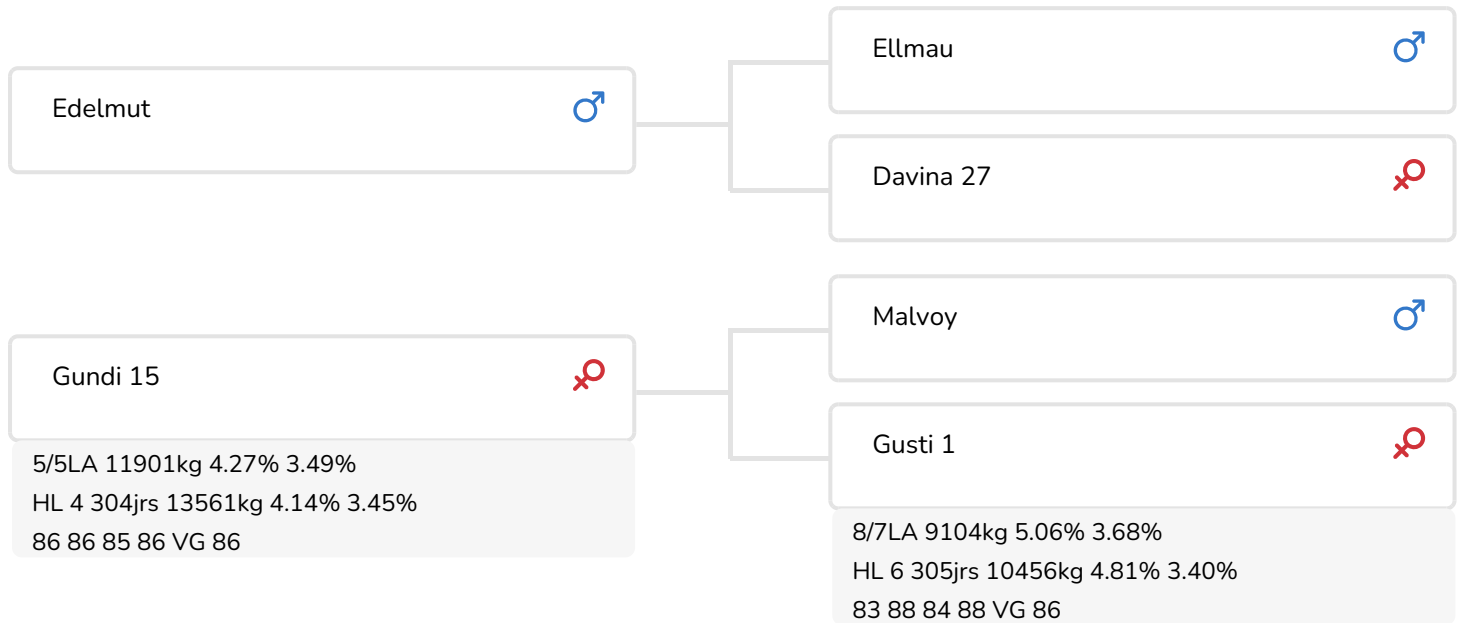 Edelmut
Ellmau
Davina 27
Gundi 15
5/5LA 11901kg 4.27% 3.49%
HL 4 304jrs 13561kg 4.14% 3.45%
86 86 85 86 VG 86
Malvoy
Gusti 1
8/7LA 9104kg 5.06% 3.68%
HL 6 305jrs 10456kg 4.81% 3.40%
83 88 84 88 VG 86